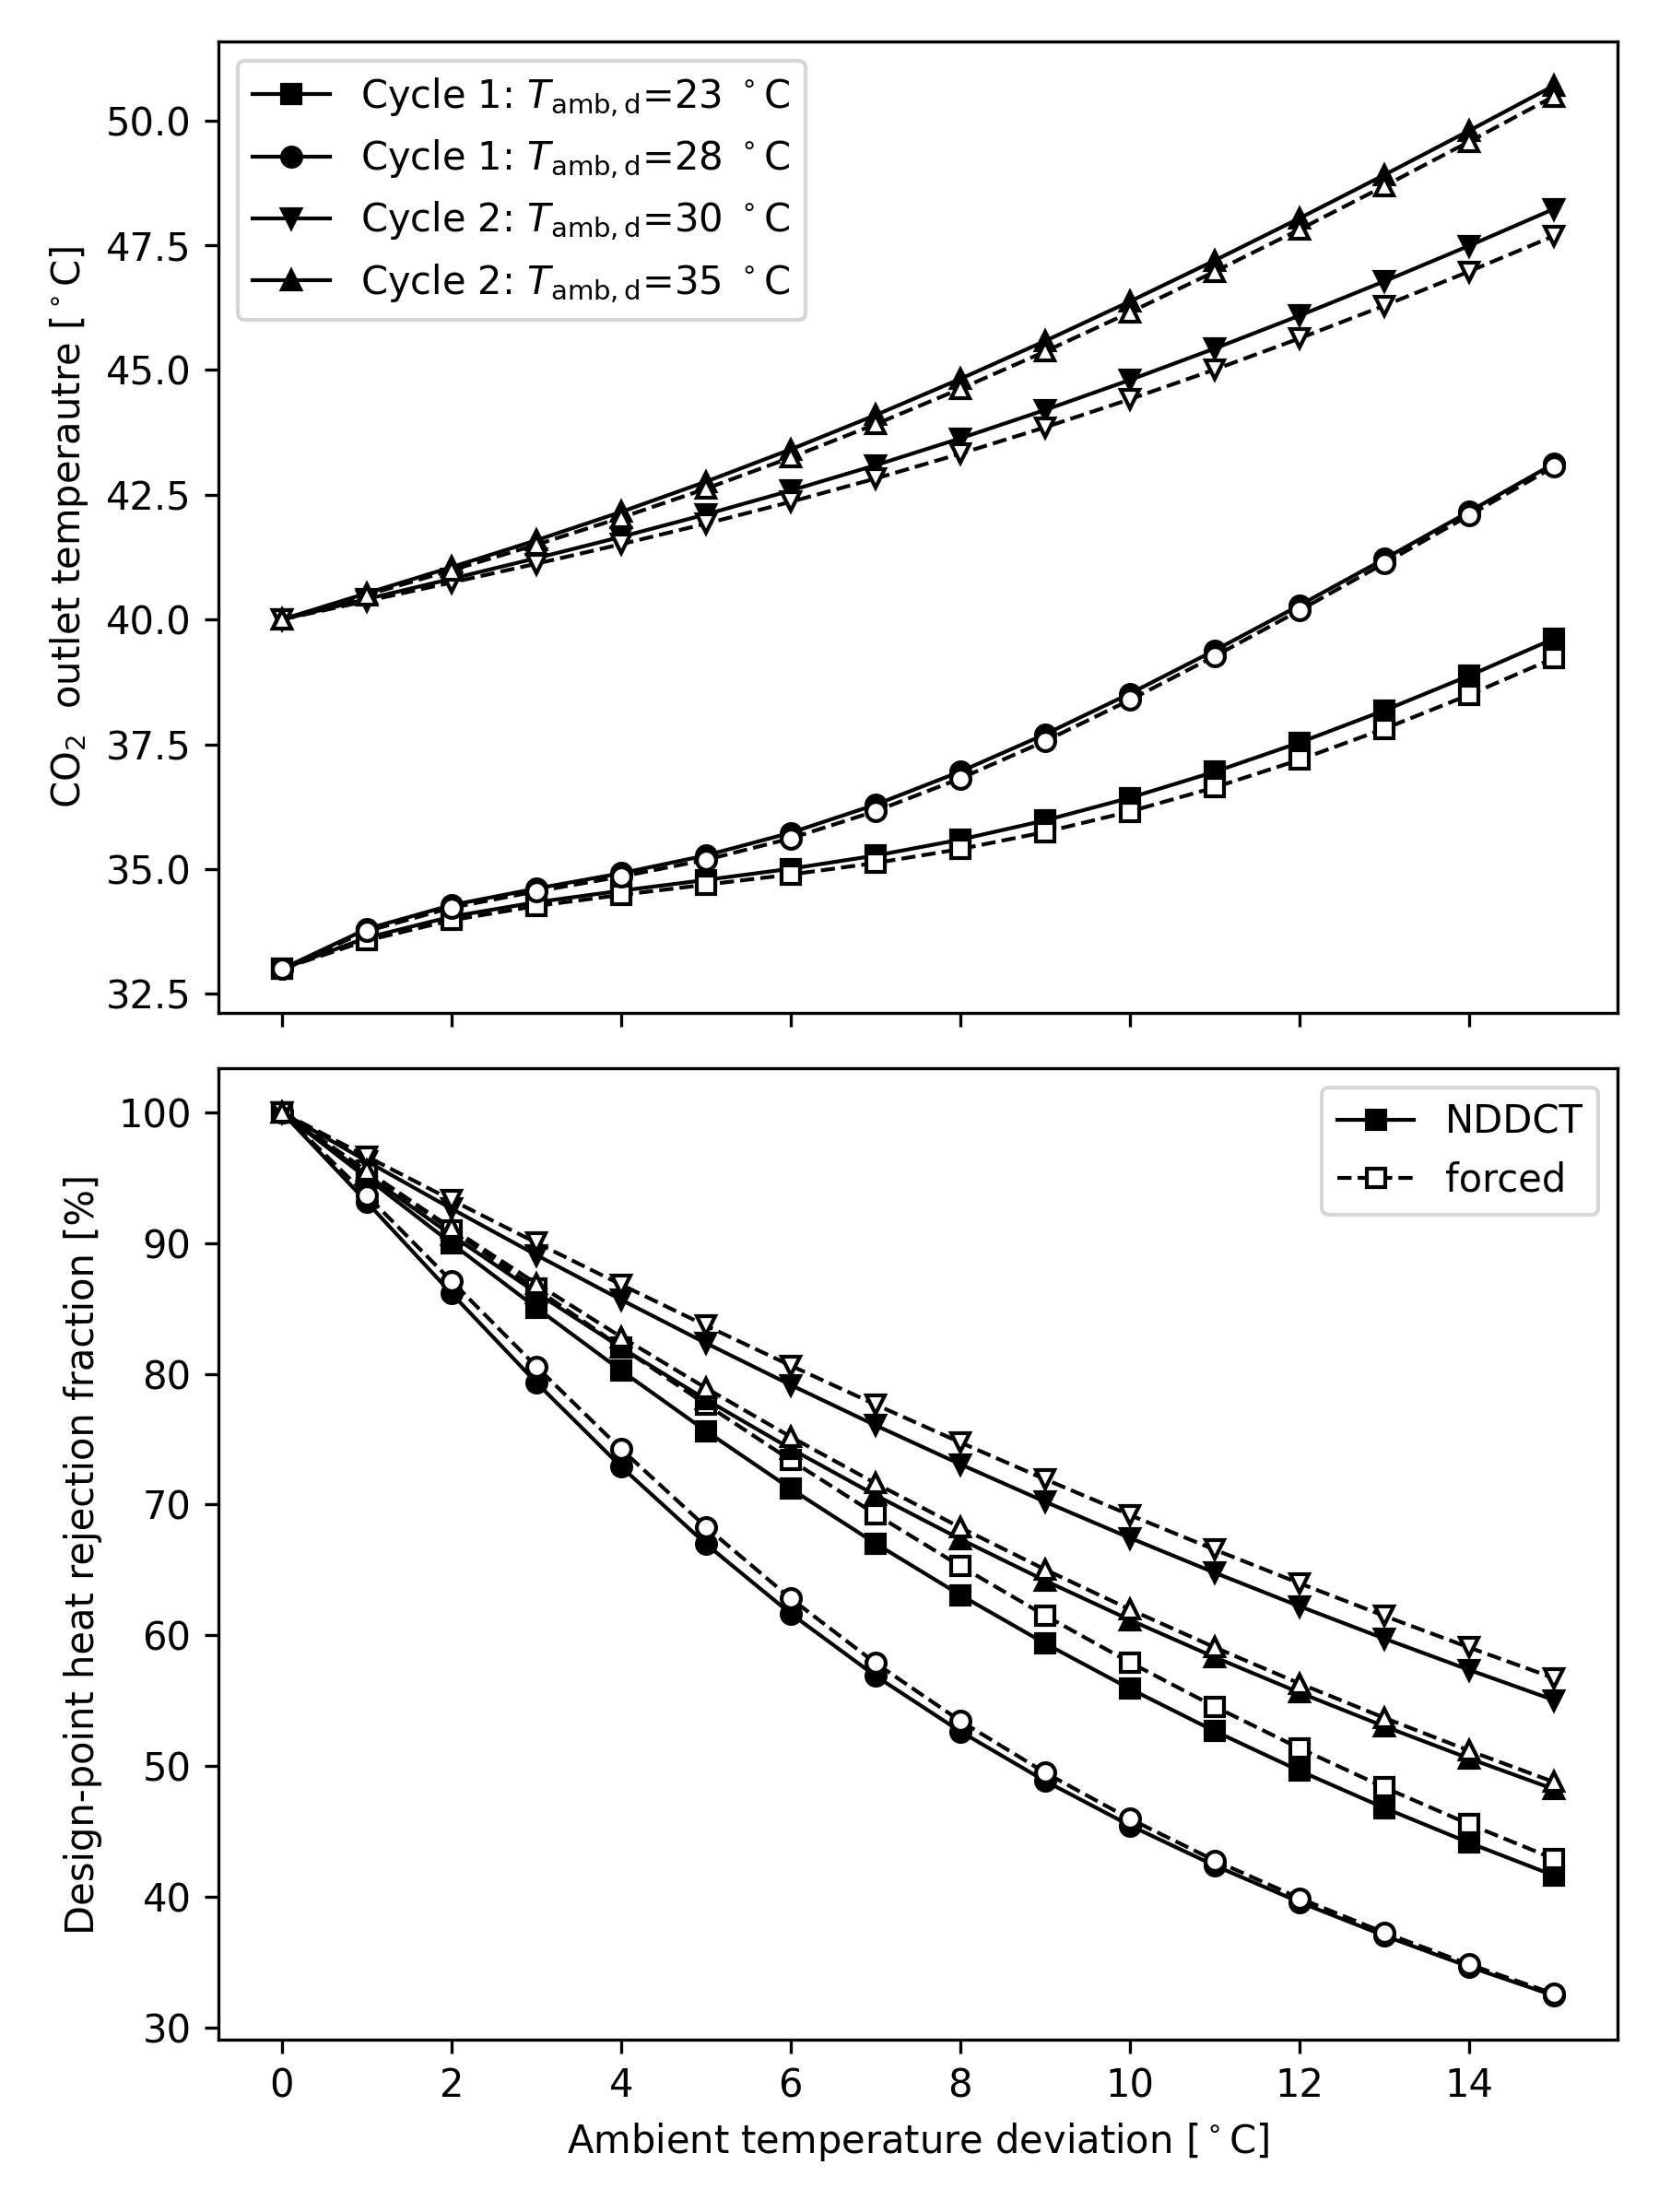 Cycle 1: T_amb,d=23 °C
Cycle 1: T_amb,d=28 °C
Cycle 2: T_amb,d=30 °C
Cycle 2: T_amb,d=35 °C
CO₂ outlet temperautre [°C]
50.0
47.5
45.0
42.5
40.0
37.5
35.0
32.5
NDDCT
forced
Design-point heat rejection fraction [%]
100
90
80
70
60
50
40
30
0 2 4 6 8 10 12 14
Ambient temperature deviation [°C]